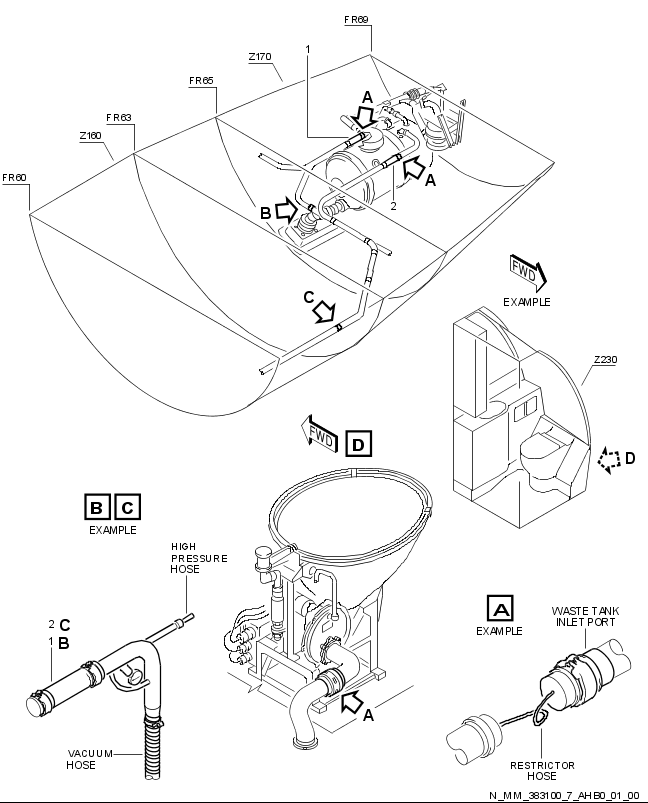 FR69
1
Z170
FR65
A
FR63
Z160
FR60
A
2
B
C
FWD
EXAMPLE
Z230
FWD
D
D
B C
EXAMPLE
HIGH
PRESSURE
HOSE
A
EXAMPLE
WASTE TANK
INLET PORT
2 C
1 B
A
VACUUM
HOSE
RESTRICTOR
HOSE
N_MM_383100_7_AHB0_01_00